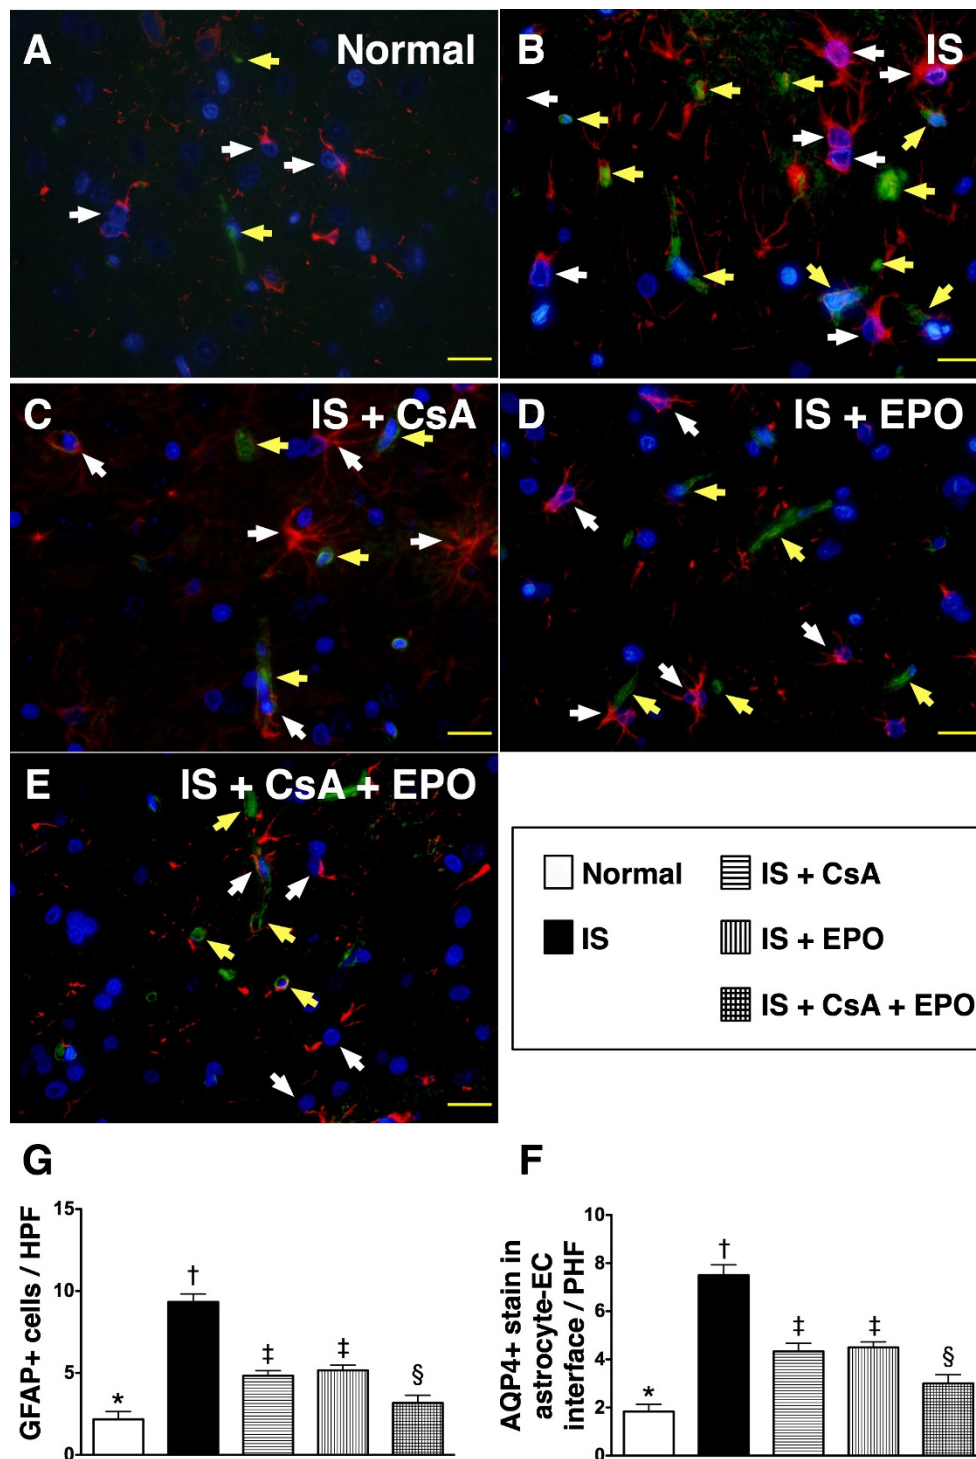 A Normal
B IS
C IS + CsA
D IS + EPO
E IS + CsA + EPO
Normal
IS
IS + CsA
IS + EPO
IS + CsA + EPO
G
GFAP+ cells / HPF
15
10
5
0
*
†
‡
‡
§
F
AQP4+ stain in
astrocyte-EC
interface / PHF
10
8
6
4
2
0
*
†
‡
‡
§